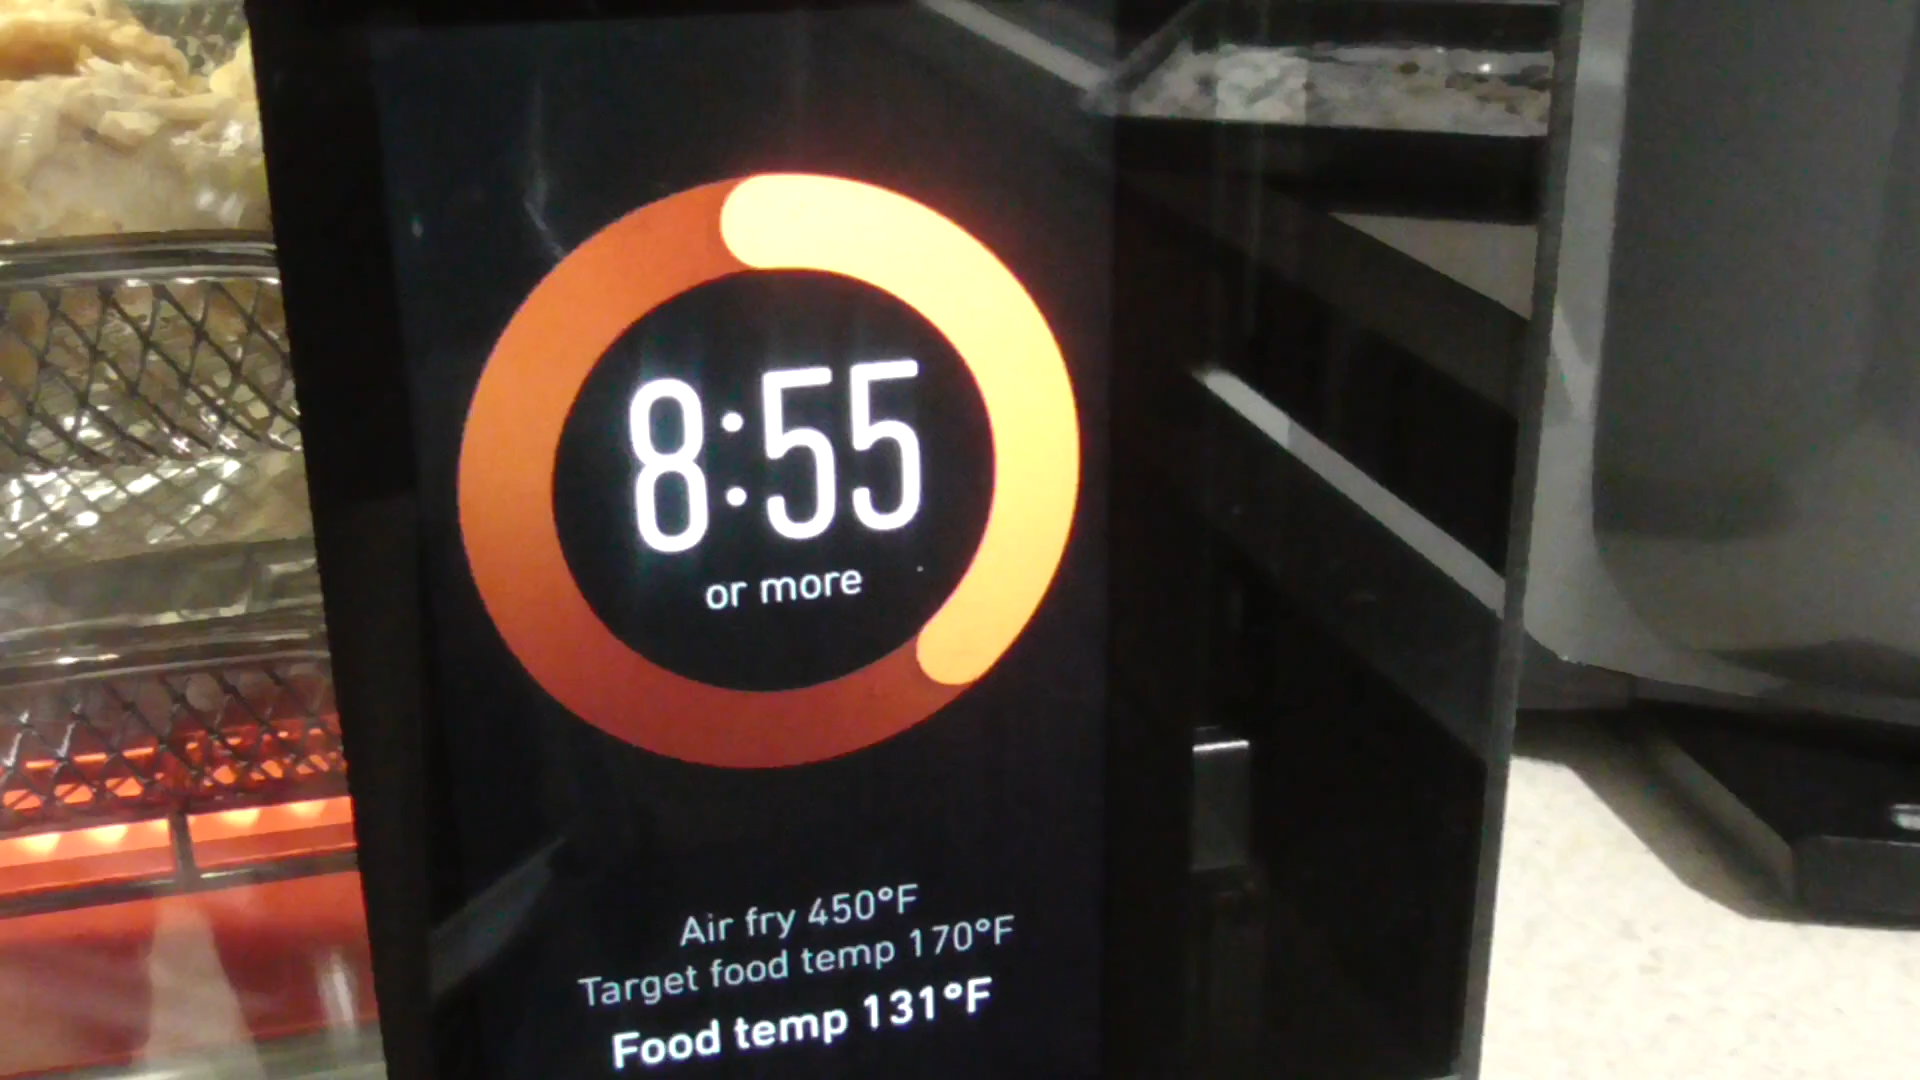 8:55
or more
Air fry 450°F
Target food temp 170°F
Food temp 131°F